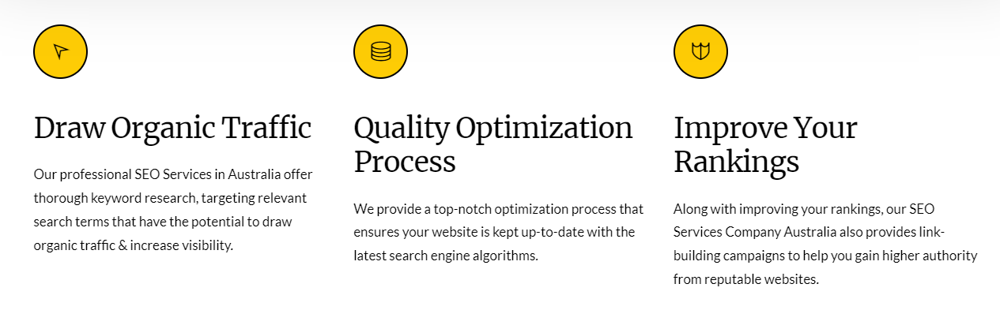 Draw Organic Traffic
Our professional SEO Services in Australia offer
thorough keyword research, targeting relevant
search terms that have the potential to draw
organic traffic & increase visibility.
Quality Optimization
Process
We provide a top-notch optimization process that
ensures your website is kept up-to-date with the
latest search engine algorithms.
Improve Your
Rankings
Along with improving your rankings, our SEO
Services Company Australia also provides link-
building campaigns to help you gain higher authority
from reputable websites.